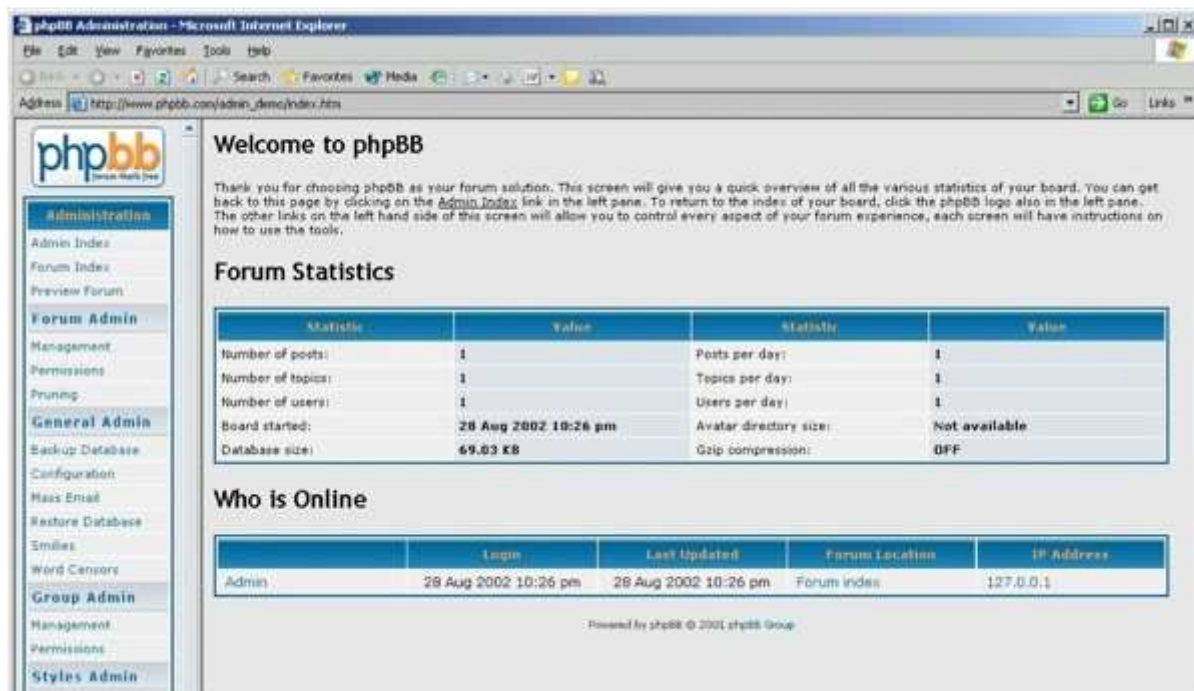 phpBB Administration - Microsoft Internet Explorer
File Edit View Favorites Tools Help
Search Favorites Media
Address http://www.phpbb.com/admin_demo/index.htm Go Links
phpbb
Administration
Admin Index
Forum Index
Preview Forum
Forum Admin
Management
Permissions
Pruning
General Admin
Backup Database
Configuration
Mass Email
Restore Database
Smilies
Word Censors
Group Admin
Management
Permissions
Styles Admin
Welcome to phpBB
Thank you for choosing phpBB as your forum solution. This screen will give you a quick overview of all the various statistics of your board. You can get
back to this page by clicking on the Admin Index link in the left pane. To return to the index of your board, click the phpBB logo also in the left pane.
The other links on the left hand side of this screen will allow you to control every aspect of your forum experience, each screen will have instructions on
how to use the tools.
Forum Statistics
Statistic Value Statistic Value
Number of posts: 1 Posts per day: 1
Number of topics: 1 Topics per day: 1
Number of users: 1 Users per day: 1
Board started: 28 Aug 2002 10:26 pm Avatar directory size: Not available
Database size: 69.03 KB Gzip compression: OFF
Who is Online
Login Last Updated Forum Location IP Address
Admin 28 Aug 2002 10:26 pm 28 Aug 2002 10:26 pm Forum index 127.0.0.1
Powered by phpBB © 2001 phpBB Group